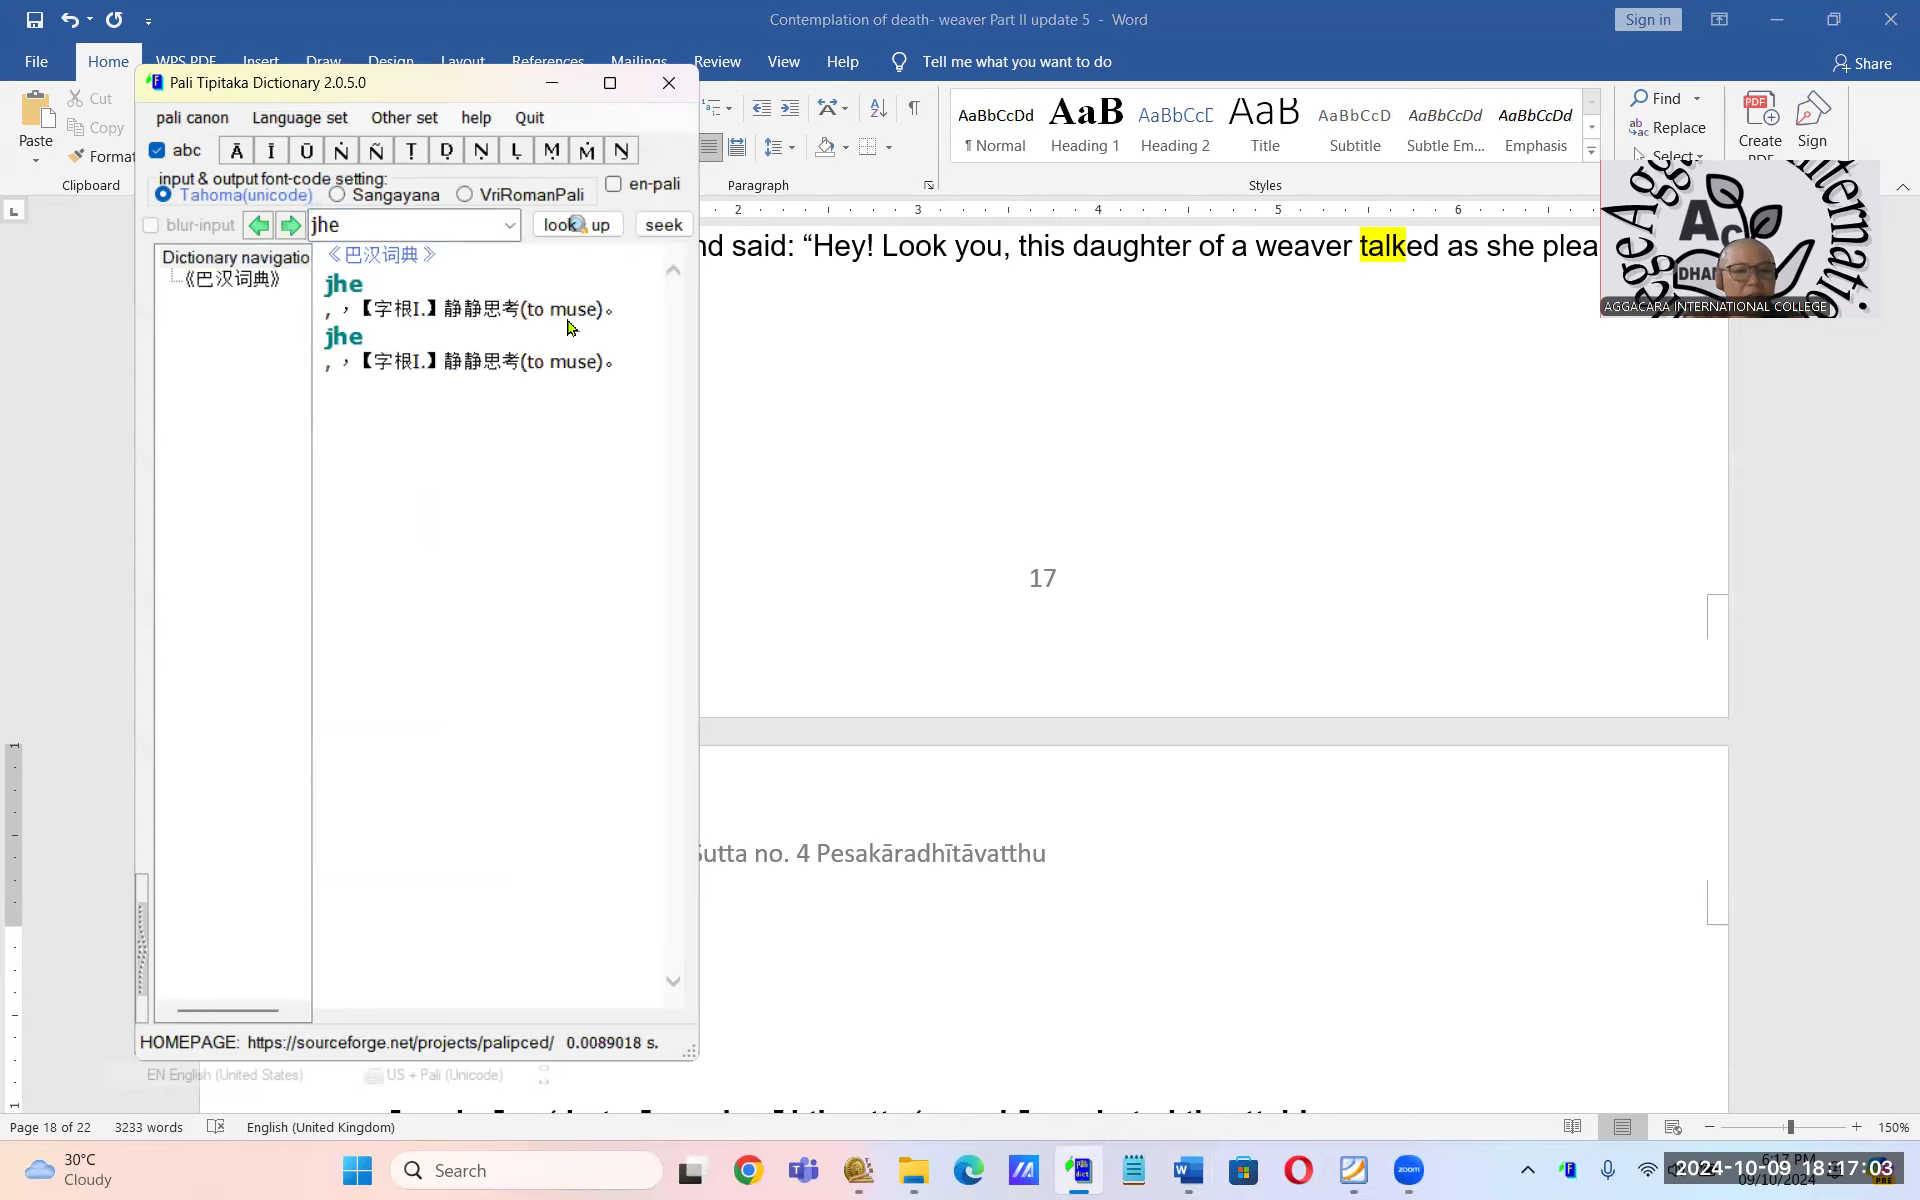 Contemplation of death- weaver Part II update 5 - Word
Sign in
File Home WPS PDF Insert Draw Design Layout References Mailings Review View Help Tell me what you want to do
Share
Pali Tipitaka Dictionary 2.0.5.0
pali canon Language set Other set help Quit
abc Ā Ī Ū Ṅ Ñ Ṭ Ḍ Ṇ Ḷ Ṃ Ṁ Ŋ
input & output font-code setting:
Tahoma(unicode) Sangayana VriRomanPali
en-pali
blur-input jhe look up seek
Dictionary navigatio
《巴汉词典》
《巴汉词典》
jhe
, ,【字根I.】静静思考(to muse)。
jhe
, ,【字根I.】静静思考(to muse)。
HOMEPAGE: https://sourceforge.net/projects/palipced/ 0.0089018 s.
EN English (United States) US + Pali (Unicode)
Paste
Cut
Copy
Format
Clipboard
Paragraph
AaBbCcDd AaB AaBbCcD AaB AaBbCcD AaBbCcDd AaBbCcDd
¶ Normal Heading 1 Heading 2 Title Subtitle Subtle Em... Emphasis
Styles
Find
Replace
Select
Create
Sign
2 3 4 5 6
nd said: “Hey! Look you, this daughter of a weaver talked as she plea
17
Sutta no. 4 Pesakāradhītāvatthu
AGGACARA INTERNATIONAL COLLEGE
Page 18 of 22 3233 words English (United Kingdom) 150%
30°C
Cloudy
Search
zoom
2024-10-09 18:17:03